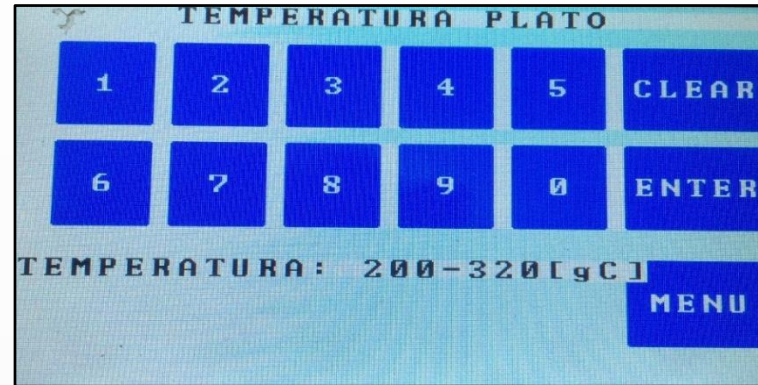 TEMPERATURA PLATO
1 2 3 4 5 CLEAR
6 7 8 9 0 ENTER
TEMPERATURA: 200-320[gC]
MENU